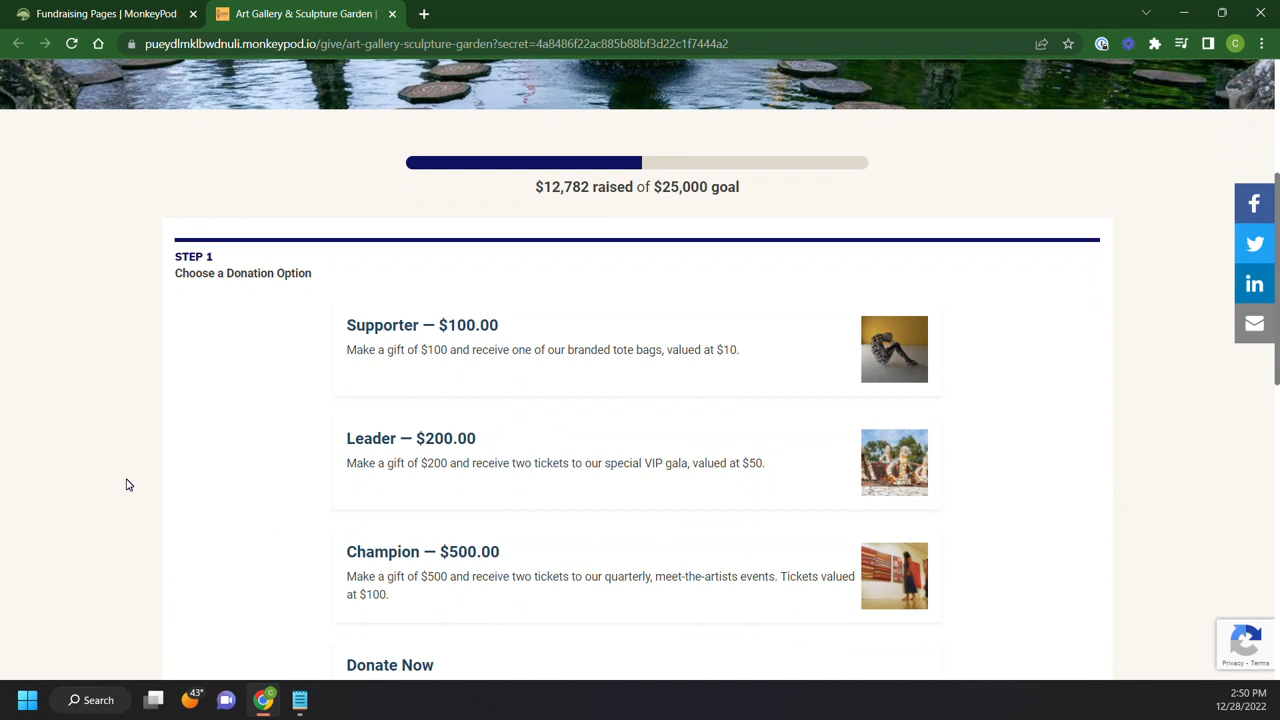 Fundraising Pages | MonkeyPod
Art Gallery & Sculpture Garden |
pueydlmklbwdnuli.monkeypod.io/give/art-gallery-sculpture-garden?secret=4a8486f22ac885b88bf3d22c1f7444a2
C
$12,782 raised of $25,000 goal
STEP 1
Choose a Donation Option
Supporter — $100.00
Make a gift of $100 and receive one of our branded tote bags, valued at $10.
Leader — $200.00
Make a gift of $200 and receive two tickets to our special VIP gala, valued at $50.
Champion — $500.00
Make a gift of $500 and receive two tickets to our quarterly, meet-the-artists events. Tickets valued
at $100.
Donate Now
Privacy - Terms
Search
43°
C
2:50 PM
12/28/2022